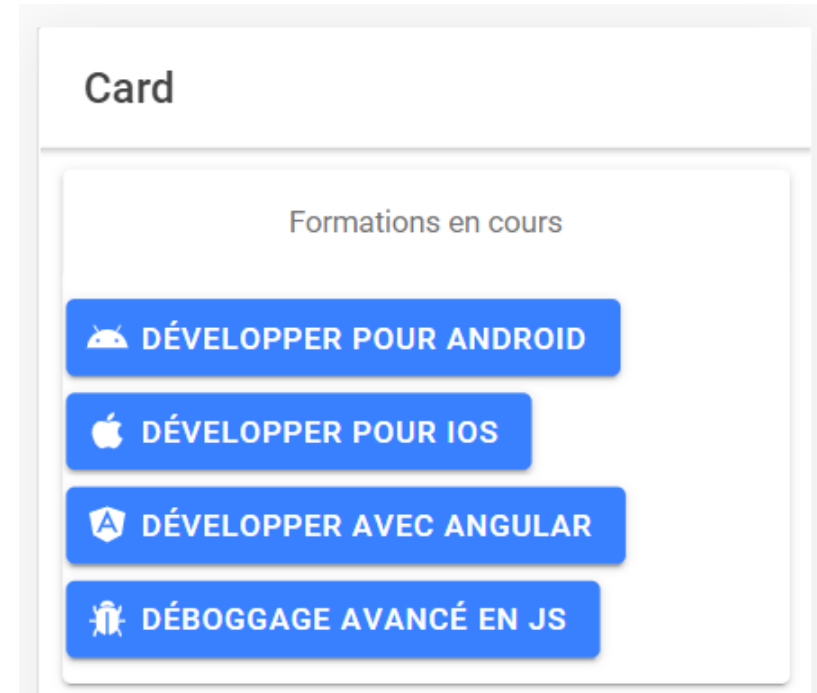 Card
Formations en cours
DÉVELOPPER POUR ANDROID
DÉVELOPPER POUR IOS
DÉVELOPPER AVEC ANGULAR
DÉBOGGAGE AVANCÉ EN JS